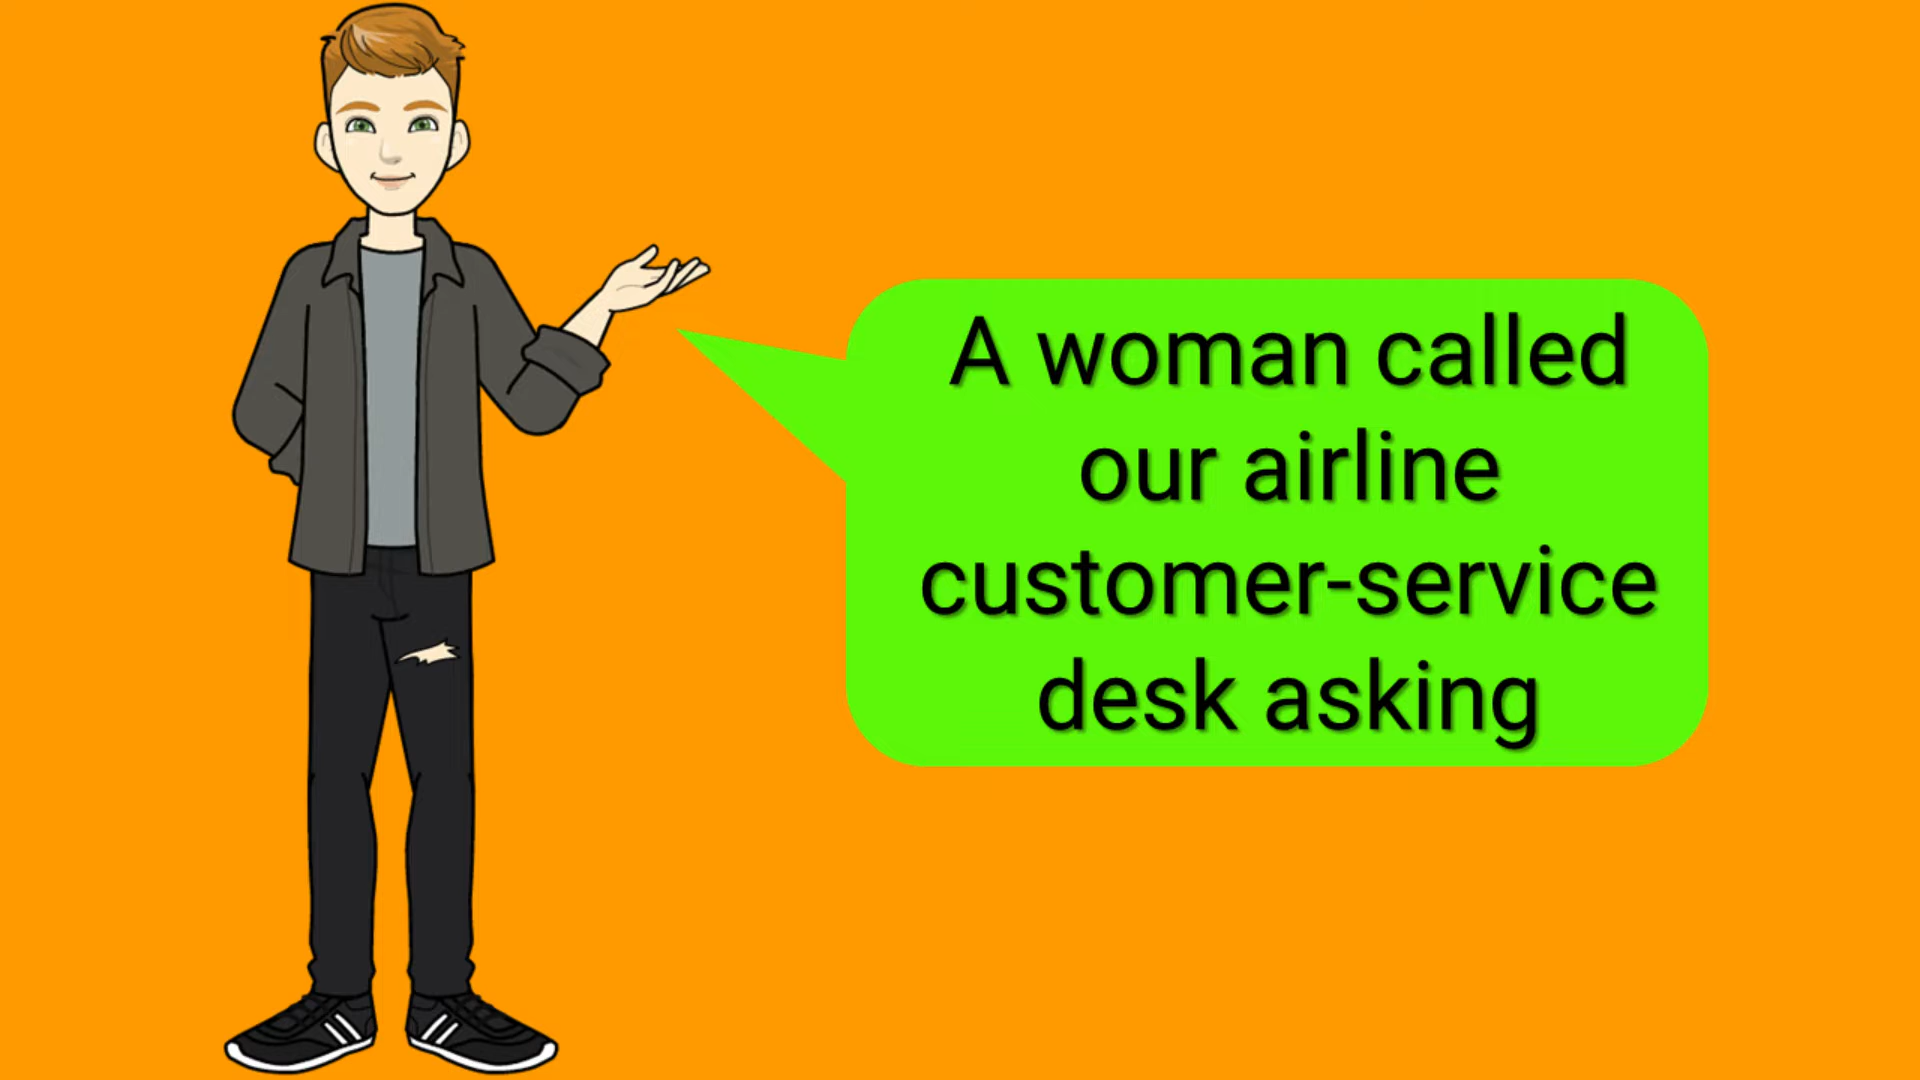 A woman called
our airline
customer-service
desk asking